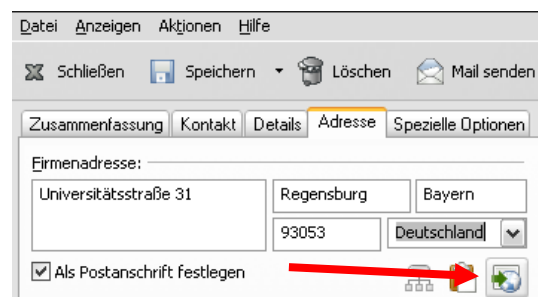 Datei Anzeigen Aktionen Hilfe
Schließen Speichern Löschen Mail senden
Zusammenfassung Kontakt Details Adresse Spezielle Optionen
Firmenadresse:
Universitätsstraße 31 Regensburg Bayern
93053 Deutschland
Als Postanschrift festlegen